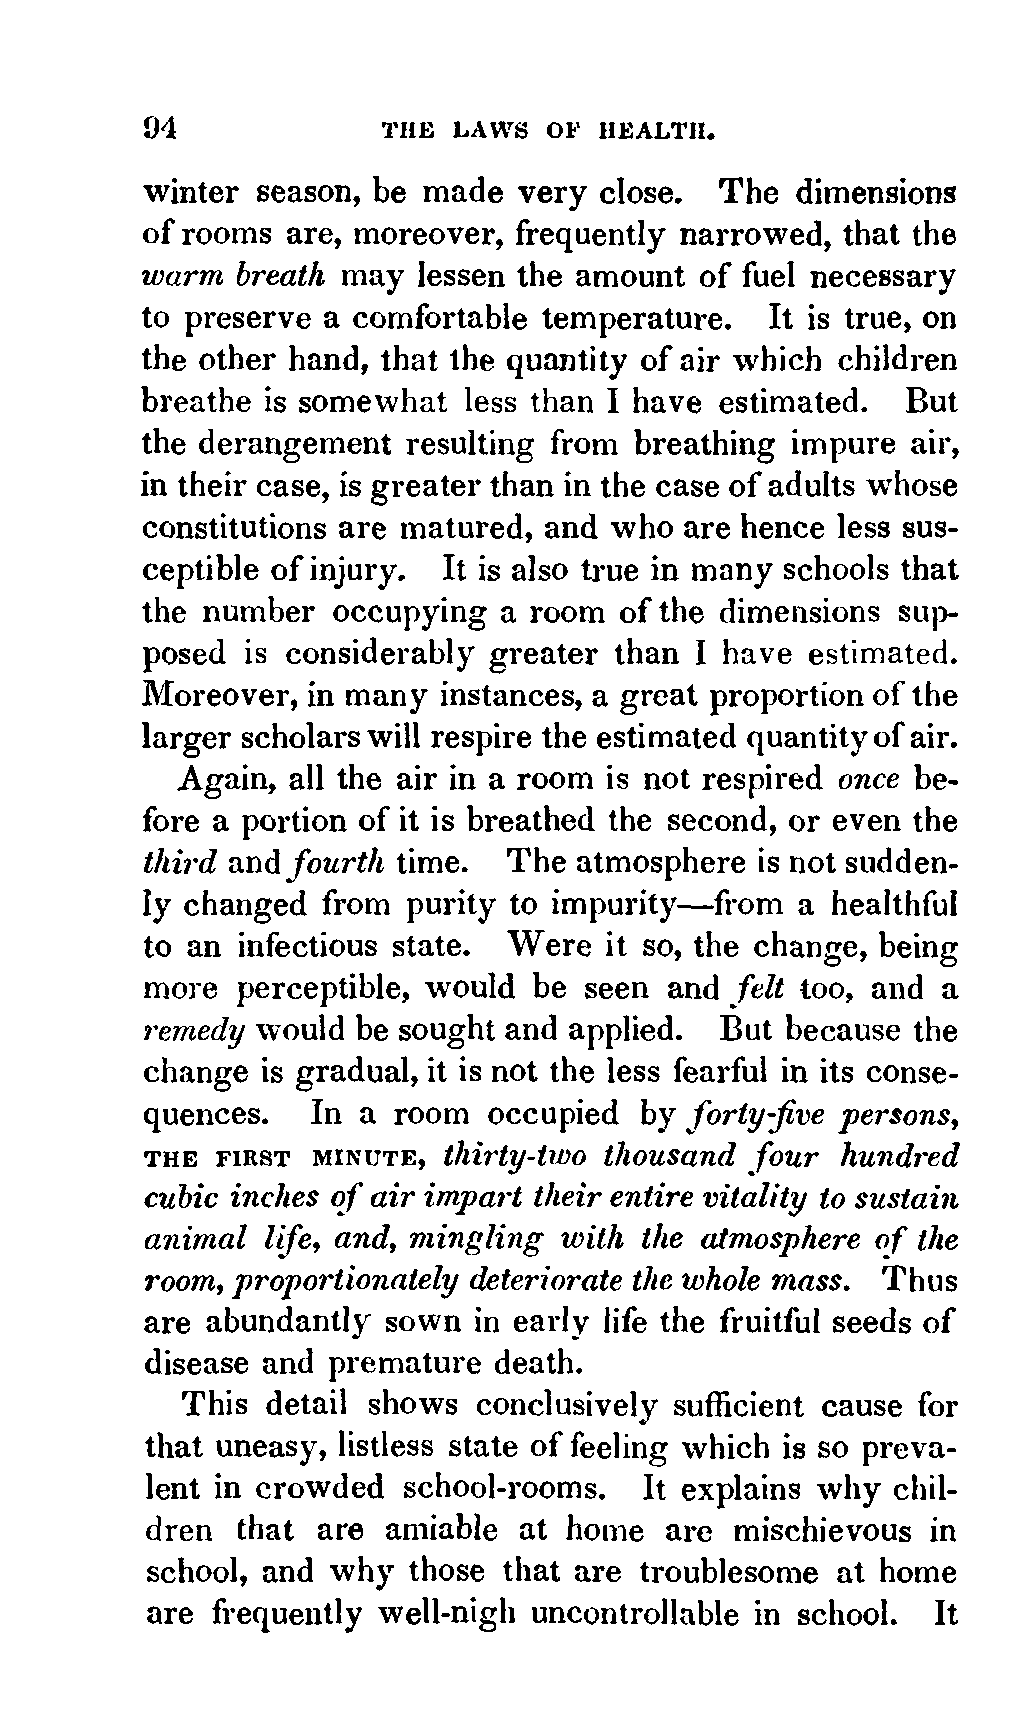 94 THE LAWS OF HEALTH.
winter season, be made very close. The dimensions
of rooms are, moreover, frequently narrowed, that the
warm breath may lessen the amount of fuel necessary
to preserve a comfortable temperature. It is true, on
the other hand, that the quantity of air which children
breathe is somewhat less than I have estimated. But
the derangement resulting from breathing impure air,
in their case, is greater than in the case of adults whose
constitutions are matured, and who are hence less sus-
ceptible of injury. It is also true in many schools that
the number occupying a room of the dimensions sup-
posed is considerably greater than I have estimated.
Moreover, in many instances, a great proportion of the
larger scholars will respire the estimated quantity of air.
Again, all the air in a room is not respired once be-
fore a portion of it is breathed the second, or even the
third and fourth time. The atmosphere is not sudden-
ly changed from purity to impurity—from a healthful
to an infectious state. Were it so, the change, being
more perceptible, would be seen and felt too, and a
remedy would be sought and applied. But because the
change is gradual, it is not the less fearful in its conse-
quences. In a room occupied by forty-five persons,
THE FIRST MINUTE, thirty-two thousand four hundred
cubic inches of air impart their entire vitality to sustain
animal life, and, mingling with the atmosphere of the
room, proportionately deteriorate the whole mass. Thus
are abundantly sown in early life the fruitful seeds of
disease and premature death.
This detail shows conclusively sufficient cause for
that uneasy, listless state of feeling which is so preva-
lent in crowded school-rooms. It explains why chil-
dren that are amiable at home are mischievous in
school, and why those that are troublesome at home
are frequently well-nigh uncontrollable in school. It